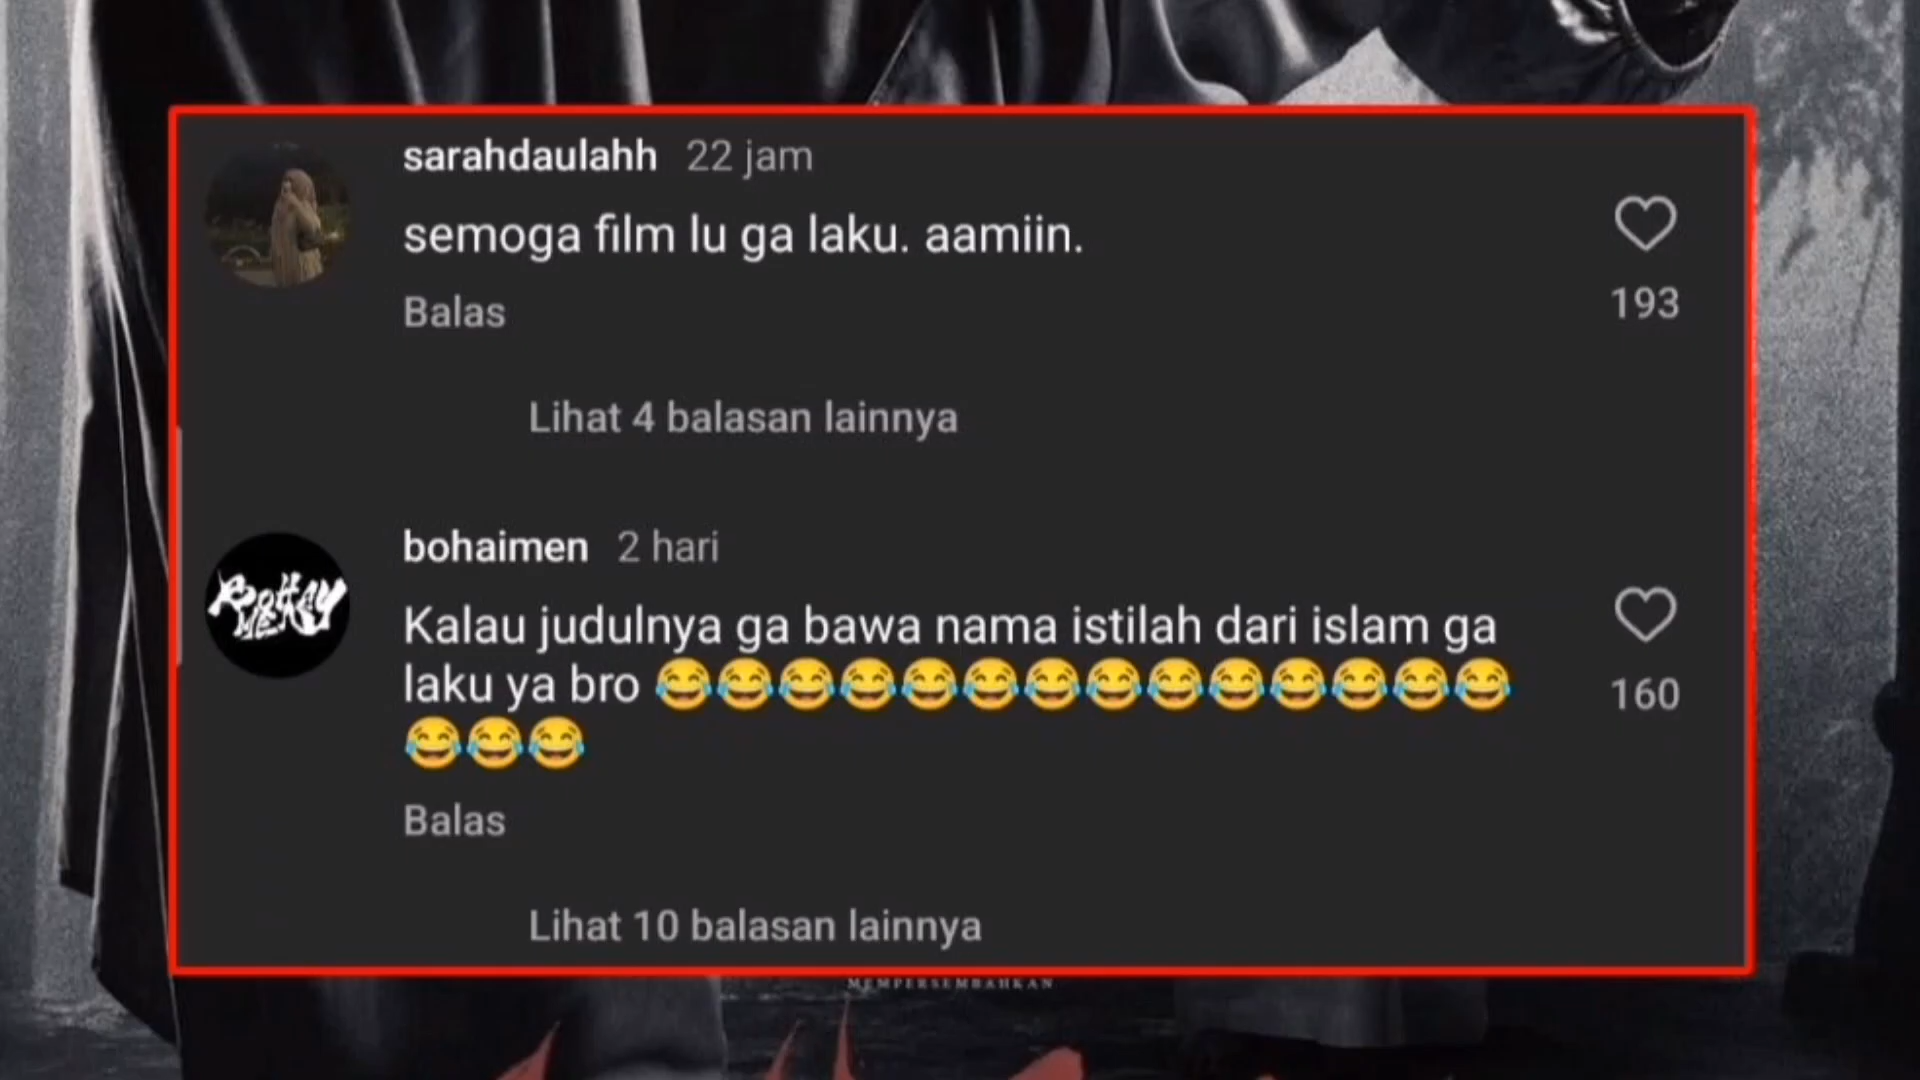 sarahdaulahh 22 jam
semoga film lu ga laku. aamiin.
193
Balas
Lihat 4 balasan lainnya
bohaimen 2 hari
Kalau judulnya ga bawa nama istilah dari islam ga
laku ya bro 😂😂😂😂😂😂😂😂😂😂😂😂😂😂
😂😂😂
160
Balas
Lihat 10 balasan lainnya
MEMPERSEMBAHKAN